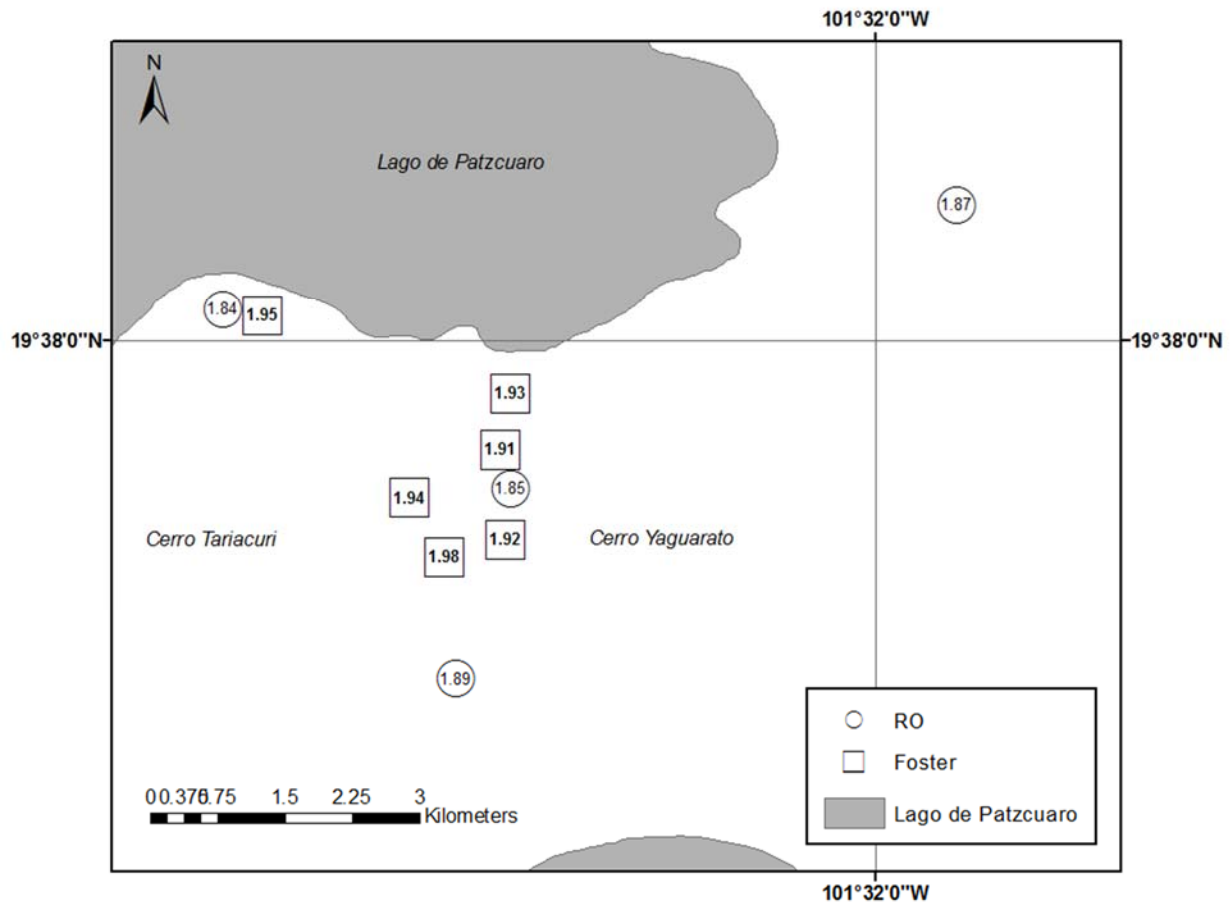 101°32'0"W
N
Lago de Patzcuaro
1.87
1.84
1.95
19°38'0"N
19°38'0"N
1.93
1.91
1.85
1.94
1.92
Cerro Tariacuri
Cerro Yaguarato
1.98
1.89
RO
Foster
Lago de Patzcuaro
0 0.375 0.75 1.5 2.25 3
Kilometers
101°32'0"W